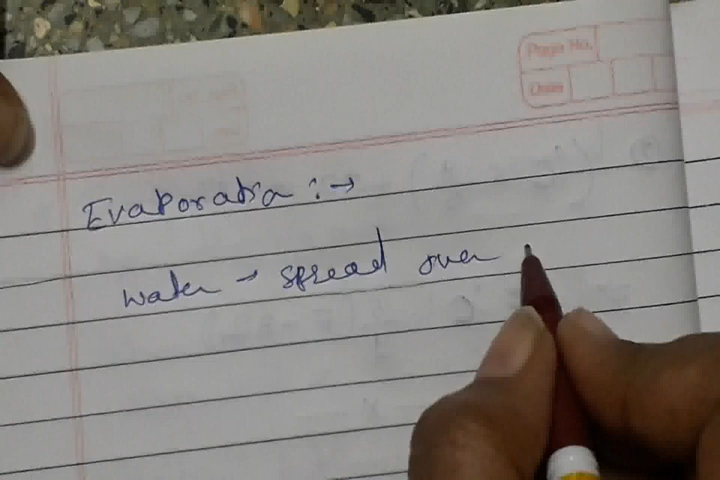 Page No.
Date
Evaporation :→
water → spread over